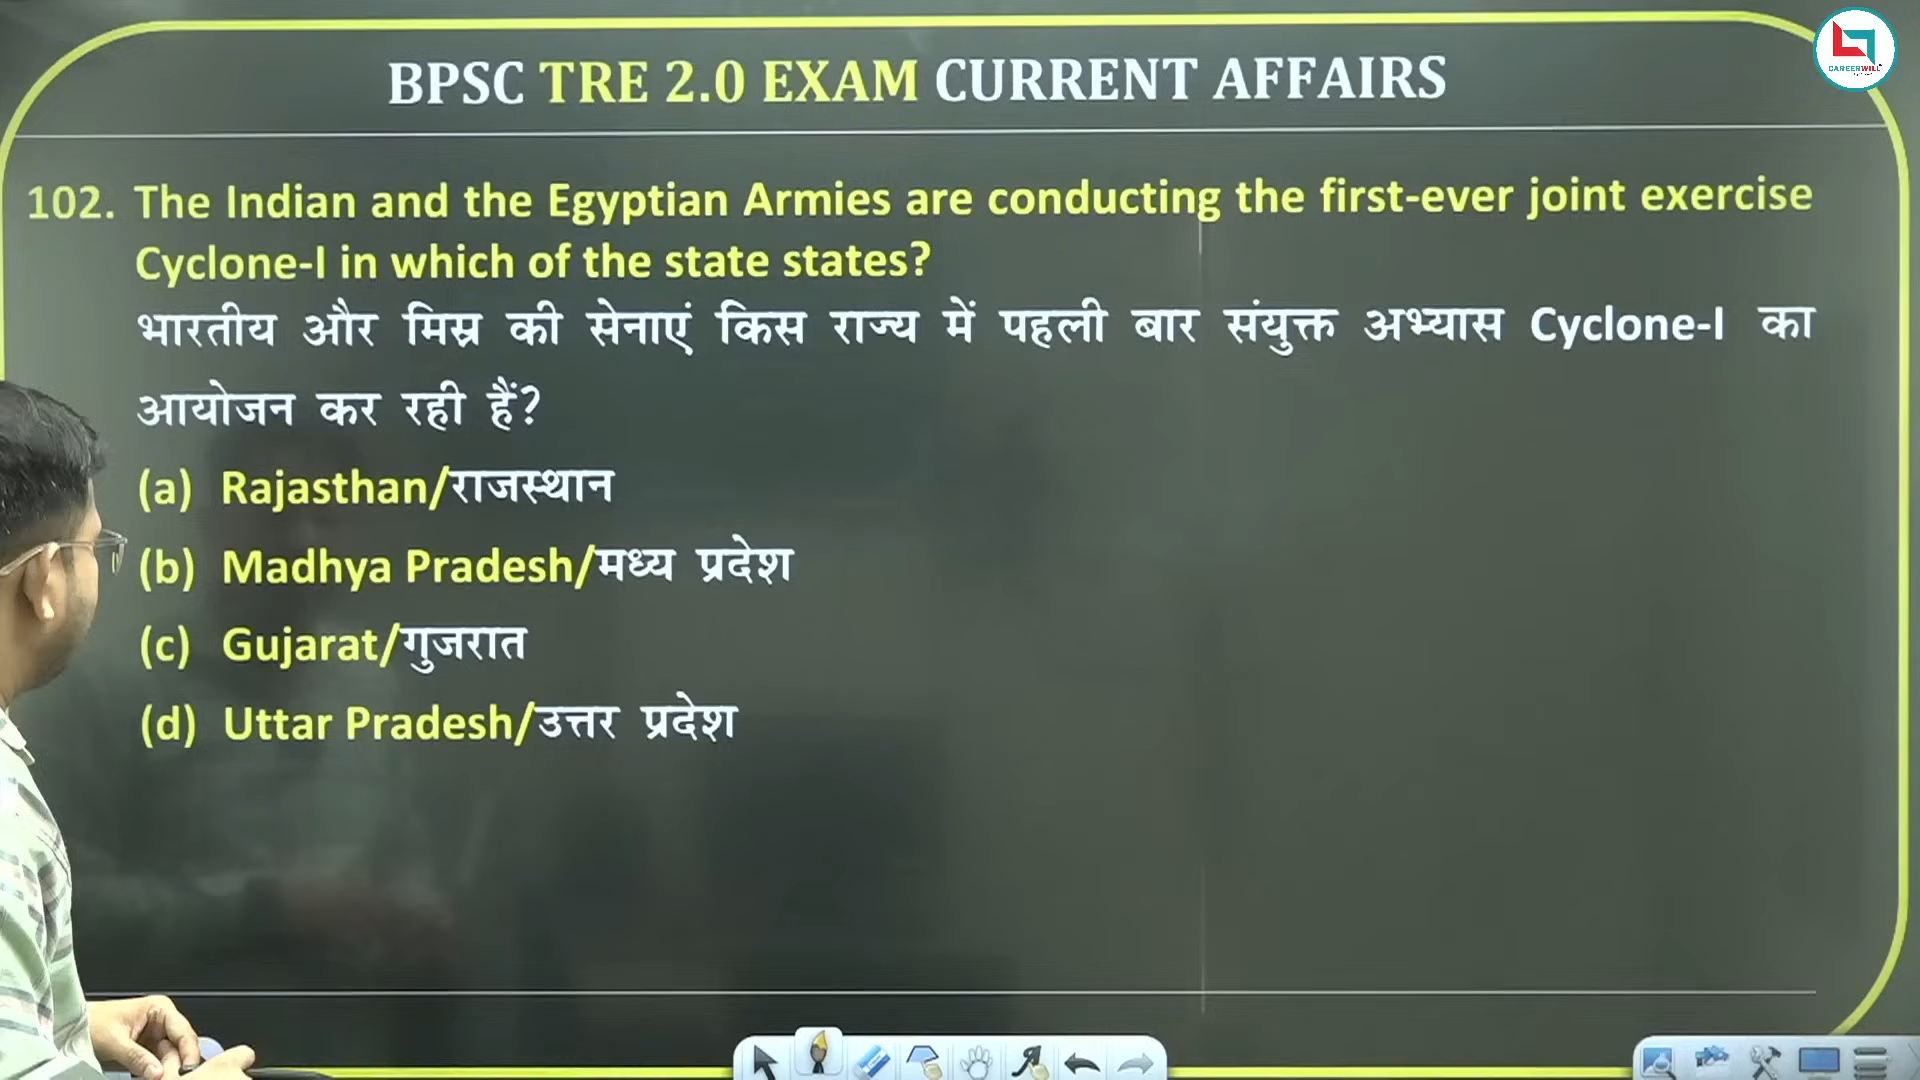 CAREERWILL
BPSC TRE 2.0 EXAM CURRENT AFFAIRS
102. The Indian and the Egyptian Armies are conducting the first-ever joint exercise
Cyclone-I in which of the state states?
भारतीय और मिस्र की सेनाएं किस राज्य में पहली बार संयुक्त अभ्यास Cyclone-I का
आयोजन कर रही हैं?
(a) Rajasthan/राजस्थान
(b) Madhya Pradesh/मध्य प्रदेश
(c) Gujarat/गुजरात
(d) Uttar Pradesh/उत्तर प्रदेश